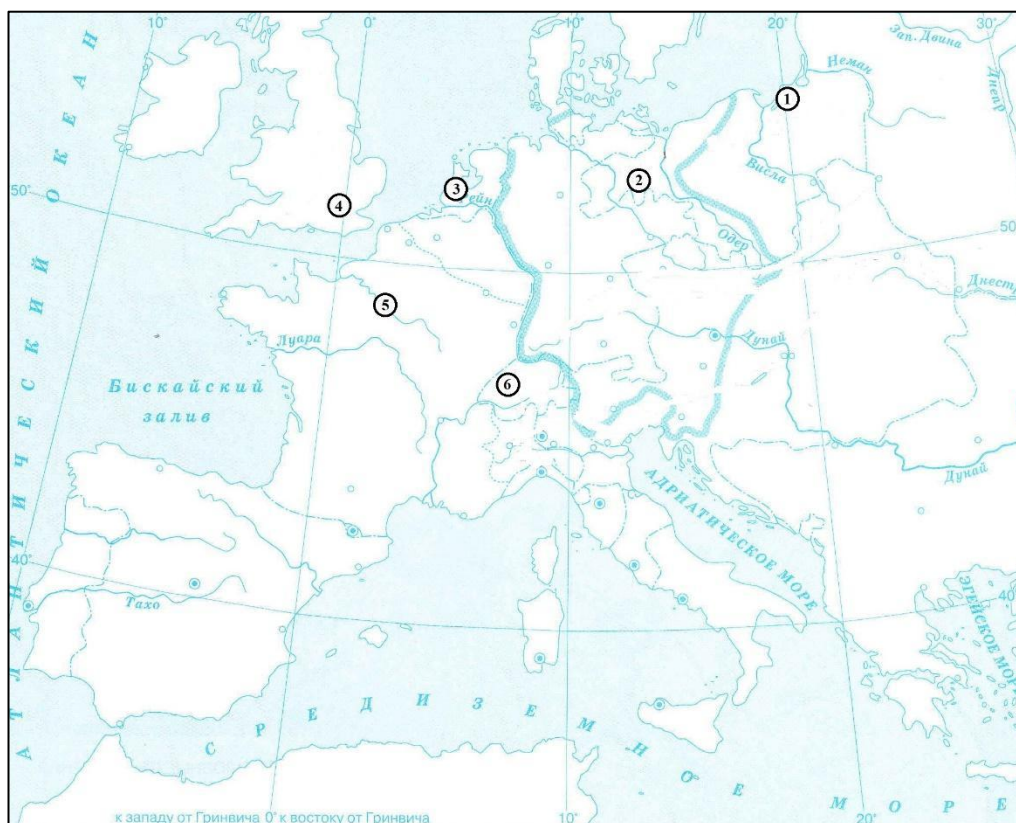 10°
0°
10°
20°
30°
Зап. Двина
Неман
Днепр
1
Висла
2
50°
3
Рейн
4
Одер
50°
Днестр
5
Луара
Дунай
6
Бискайский
залив
АТЛАНТИЧЕСКИЙ ОКЕАН
АДРИАТИЧЕСКОЕ МОРЕ
Дунай
40°
Тахо
40°
ЭГЕЙСКОЕ МОРЕ
СРЕДИЗЕМНОЕ МОРЕ
к западу от Гринвича 0° к востоку от Гринвича
10°
20°